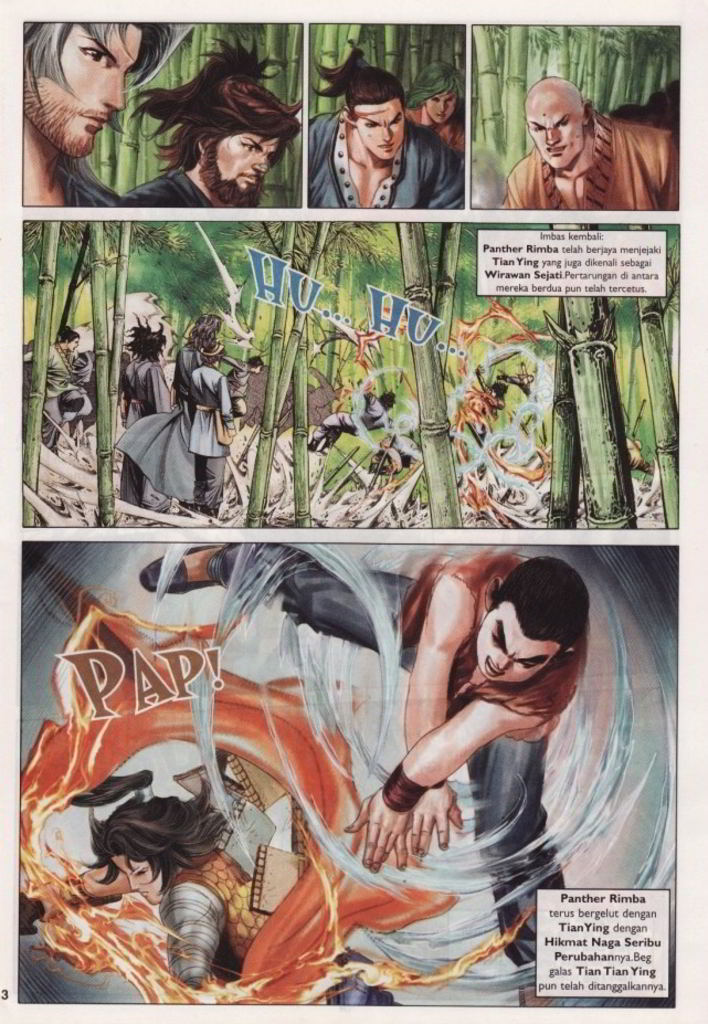 Imbas kembali:
Panther Rimba telah berjaya menjejaki
Tian Ying yang juga dikenali sebagai
Wirawan Sejati.Pertarungan di antara
mereka berdua pun telah tercetus.
HU... HU...
PAP!
Panther Rimba
terus bergelut dengan
TianYing dengan
Hikmat Naga Seribu
Perubahannya.Beg
galas Tian Tian Ying
pun telah ditanggalkannya.
3